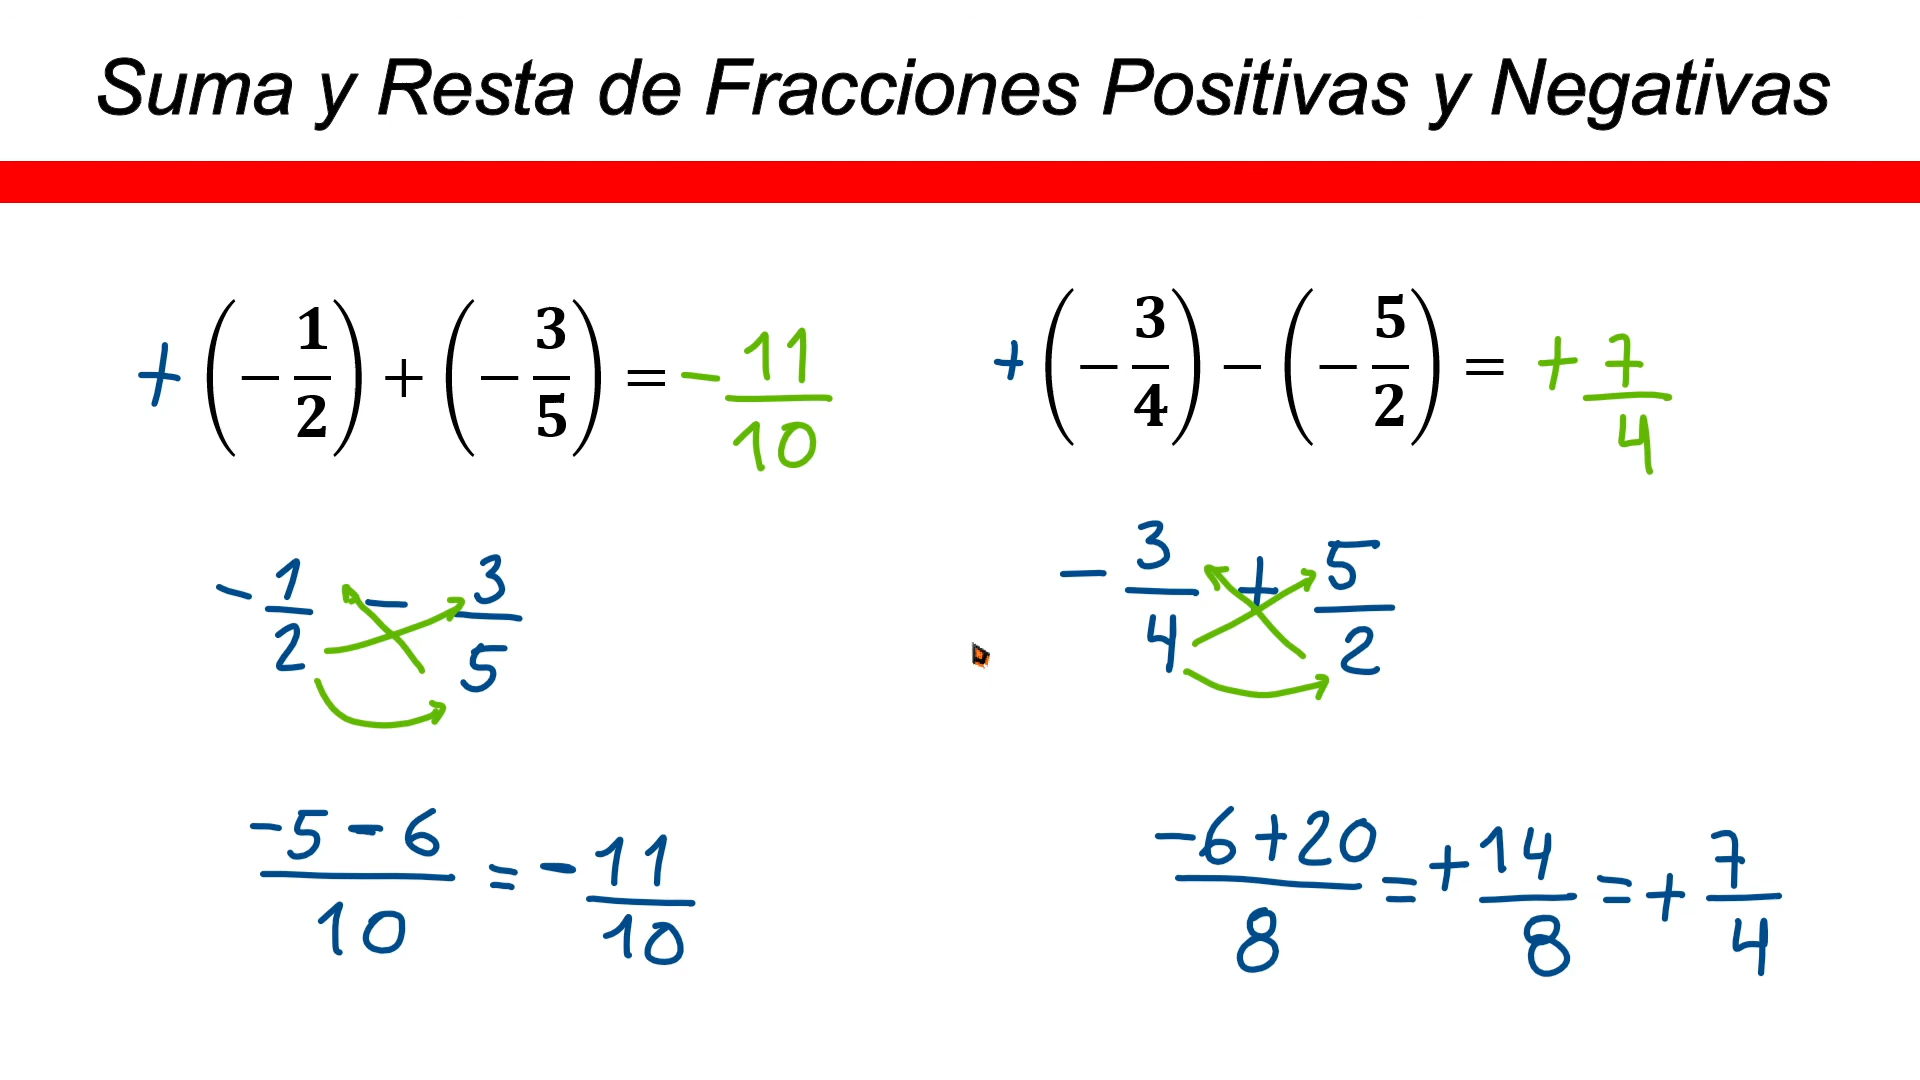 Suma y Resta de Fracciones Positivas y Negativas
+ (−1/2) + (−3/5) = −11/10
−1/2 − 3/5
−5−6/10 = −11/10
+ (−3/4) − (−5/2) = +7/4
−3/4 + 5/2
−6+20/8 = +14/8 = +7/4